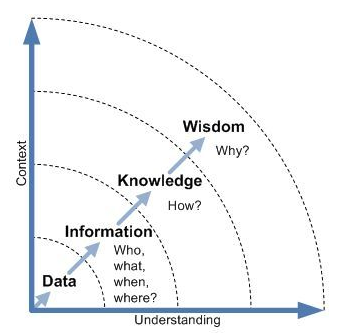 Wisdom
Why?
Knowledge
How?
Information
Who,
what,
when,
where?
Data
Context
Understanding